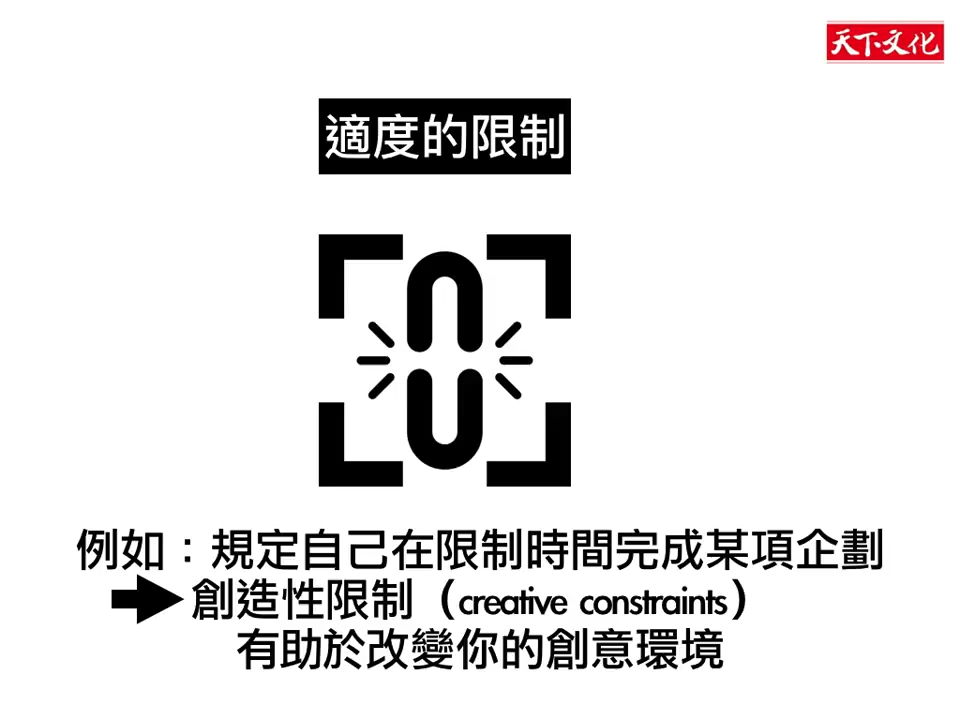 天下文化
適度的限制
例如：規定自己在限制時間完成某項企劃
創造性限制（creative constraints）
有助於改變你的創意環境